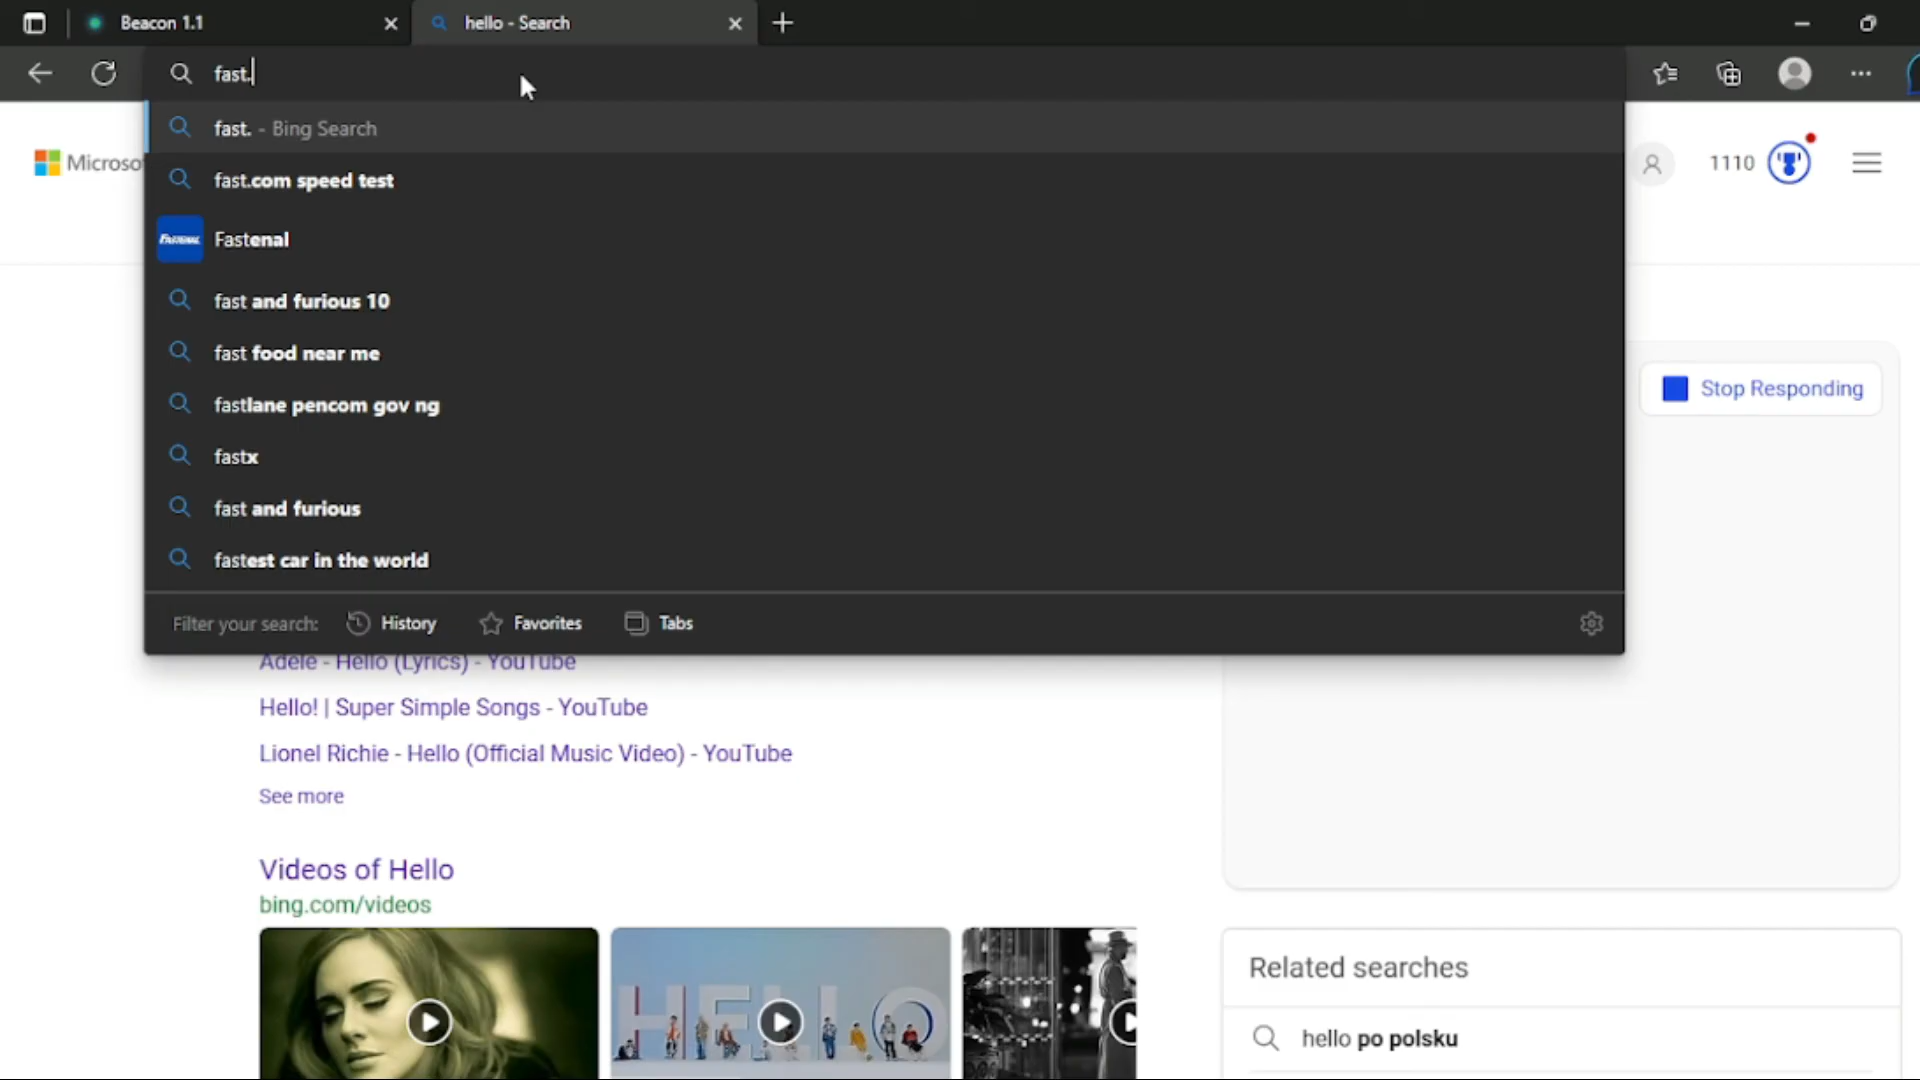 Beacon 1.1
hello - Search
fast.
fast. - Bing Search
Microso
1110
fast.com speed test
FASTENAL
Fastenal
fast and furious 10
fast food near me
Stop Responding
fastlane pencom gov ng
fastx
fast and furious
fastest car in the world
Filter your search: History Favorites Tabs
Adele - Hello (Lyrics) - YouTube
Hello! | Super Simple Songs - YouTube
Lionel Richie - Hello (Official Music Video) - YouTube
See more
Videos of Hello
bing.com/videos
HELLO
Related searches
hello po polsku